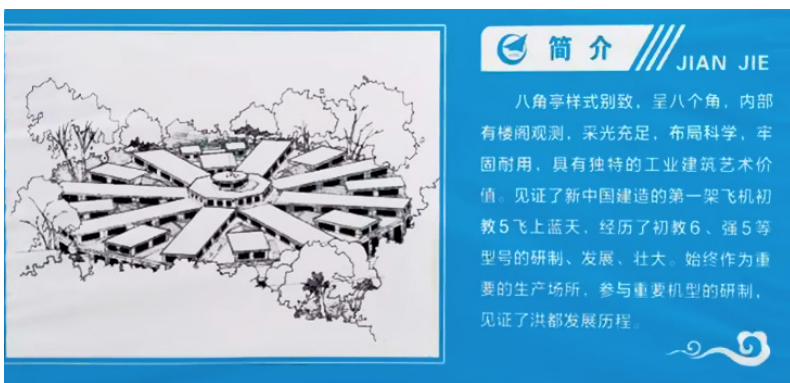 简介
JIAN JIE
八角亭样式别致，呈八个角，内部
有楼阁观测，采光充足，布局科学，牢
固耐用，具有独特的工业建筑艺术价
值。见证了新中国建造的第一架飞机初
教5飞上蓝天，经历了初教6、强5等
型号的研制、发展、壮大。始终作为重
要的生产场所，参与重要机型的研制，
见证了洪都发展历程。